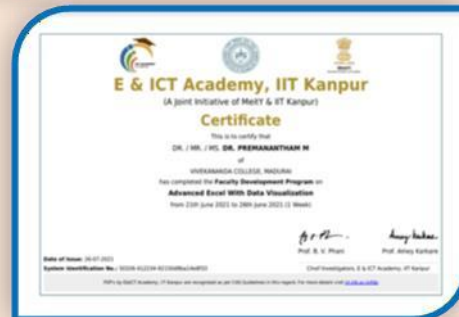 E & ICT Academy, IIT Kanpur
(A Joint Initiative of MeitY & IIT Kanpur)
Certificate
This is to certify that
DR. / MR. / MS. DR. PREMANANTHAM M
of
VIVEKANANDA COLLEGE, MADURAI
has completed the Faculty Development Program on
Advanced Excel With Data Visualization
from 21th June 2021 to 26th June 2021 (1 Week)
Prof. B. V. Phani Prof. Amey Karkare
Date of Issue:
System Identification No.: Chief Investigators, E & ICT Academy, IIT Kanpur